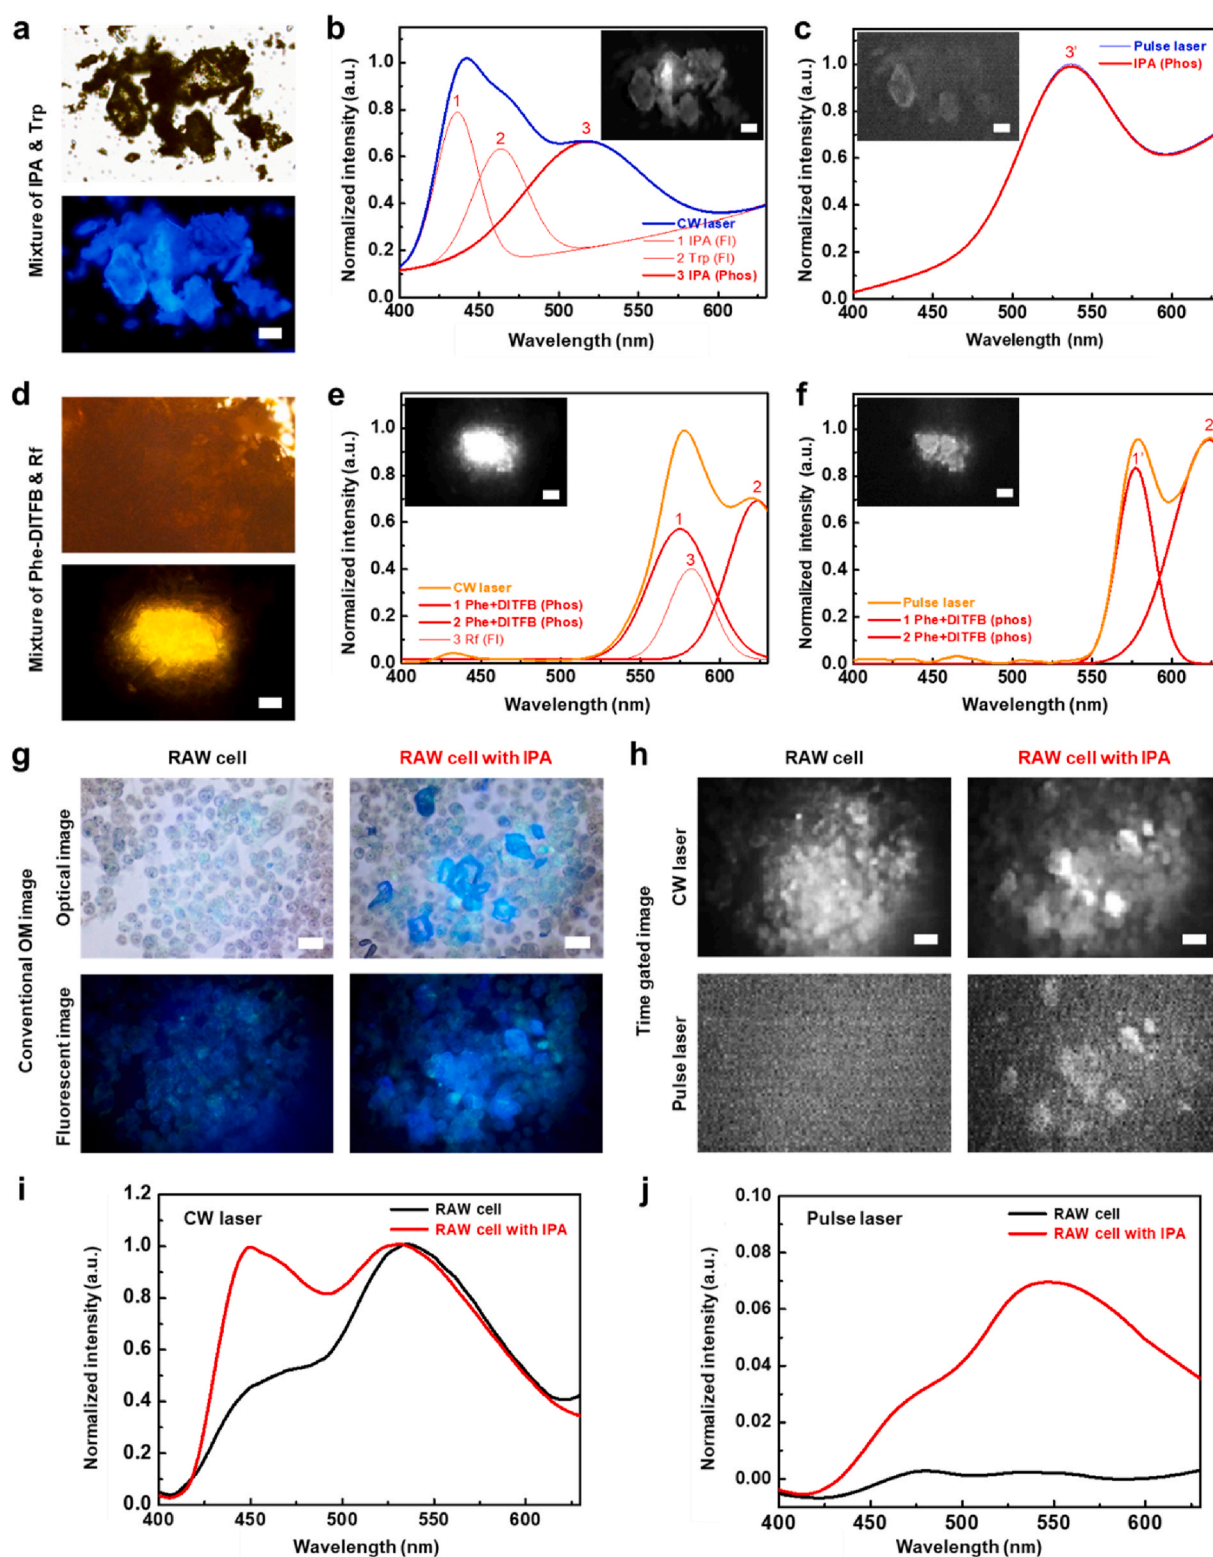 a
Mixture of IPA & Trp
b
Normalized intensity (a.u.)
1.0
0.8
0.6
0.4
0.2
0.0
1
2
3
CW laser
1 IPA (Fl)
2 Trp (Fl)
3 IPA (Phos)
400 450 500 550 600
Wavelength (nm)
c
Normalized intensity (a.u.)
1.0
0.8
0.6
0.4
0.2
0.0
3'
Pulse laser
IPA (Phos)
400 450 500 550 600
Wavelength (nm)
d
Mixture of Phe-DITFB & Rf
e
Normalized intensity (a.u.)
1.0
0.8
0.6
0.4
0.2
0.0
1
2
3
CW laser
1 Phe+DITFB (Phos)
2 Phe+DITFB (Phos)
3 Rf (Fl)
400 450 500 550 600
Wavelength (nm)
f
Normalized intensity (a.u.)
1.0
0.8
0.6
0.4
0.2
0.0
1'
2
Pulse laser
1 Phe+DITFB (phos)
2 Phe+DITFB (phos)
400 450 500 550 600
Wavelength (nm)
g
RAW cell
RAW cell with IPA
Conventional OM image
Optical image
Fluorescent image
h
RAW cell
RAW cell with IPA
Time gated image
CW laser
Pulse laser
i
Normalized intensity (a.u.)
1.2
1.0
0.8
0.6
0.4
0.2
0.0
CW laser
RAW cell
RAW cell with IPA
400 450 500 550 600
Wavelength (nm)
j
Normalized intensity (a.u.)
0.10
0.08
0.06
0.04
0.02
0.00
Pulse laser
RAW cell
RAW cell with IPA
400 450 500 550 600
Wavelength (nm)